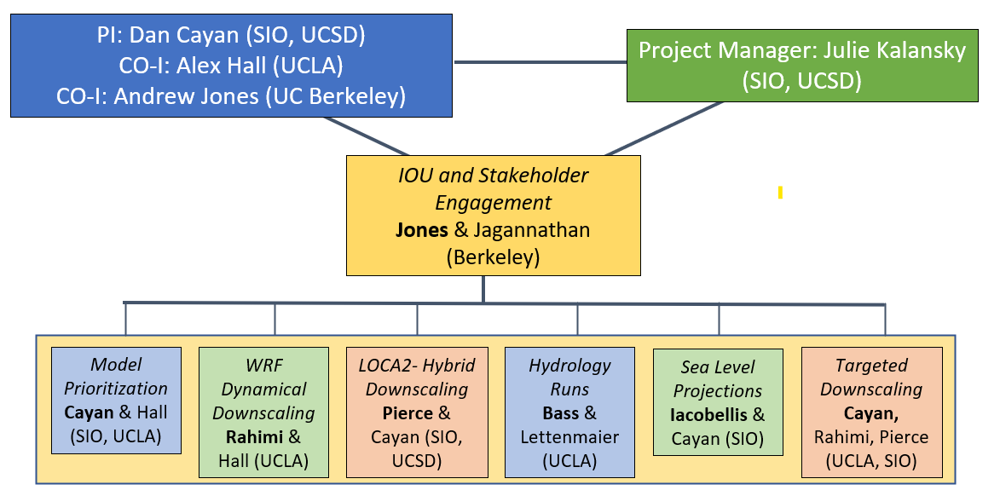 PI: Dan Cayan (SIO, UCSD)
CO-I: Alex Hall (UCLA)
CO-I: Andrew Jones (UC Berkeley)
Project Manager: Julie Kalansky
(SIO, UCSD)
IOU and Stakeholder
Engagement
Jones & Jagannathan
(Berkeley)
Model
Prioritization
Cayan & Hall
(SIO, UCLA)
WRF
Dynamical
Downscaling
Rahimi &
Hall (UCLA)
LOCA2- Hybrid
Downscaling
Pierce &
Cayan (SIO,
UCSD)
Hydrology
Runs
Bass &
Lettenmaier
(UCLA)
Sea Level
Projections
Iacobellis &
Cayan (SIO)
Targeted
Downscaling
Cayan,
Rahimi, Pierce
(UCLA, SIO)